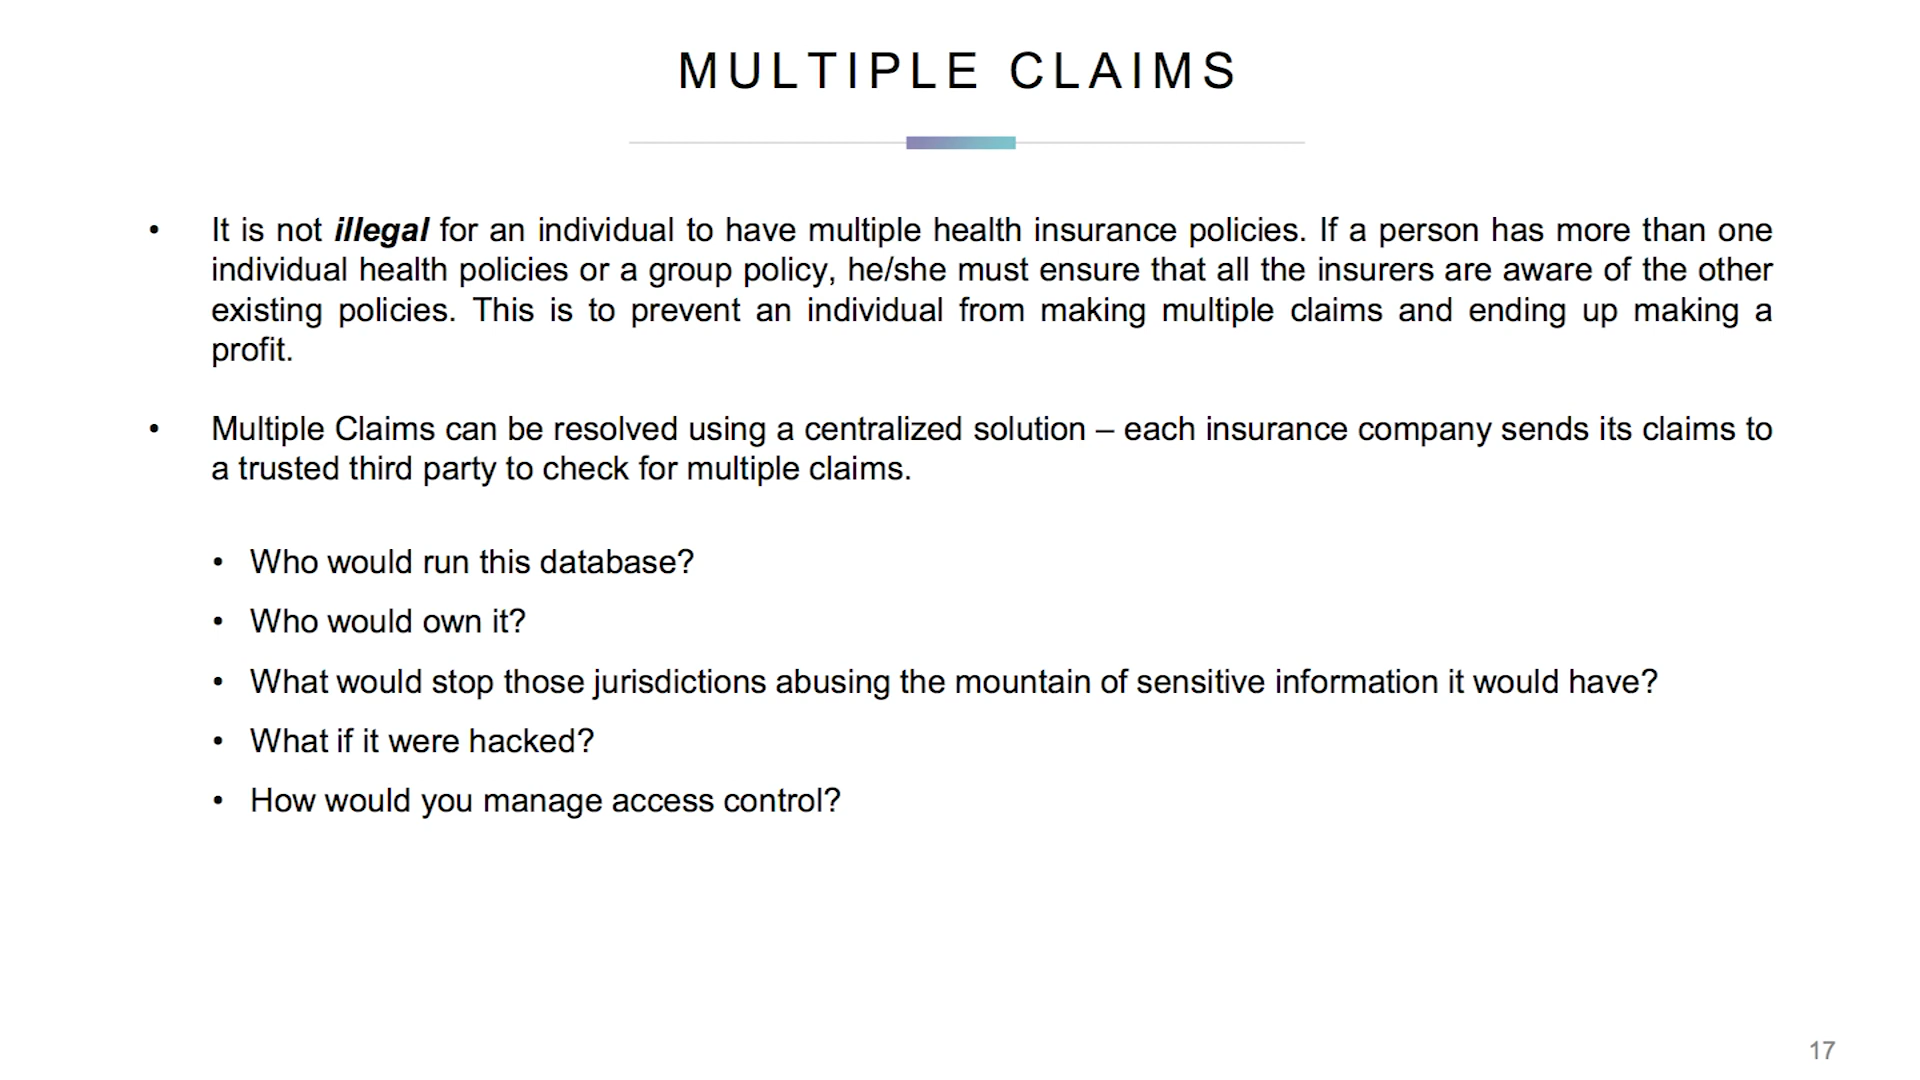 MULTIPLE CLAIMS
• It is not illegal for an individual to have multiple health insurance policies. If a person has more than one
individual health policies or a group policy, he/she must ensure that all the insurers are aware of the other
existing policies. This is to prevent an individual from making multiple claims and ending up making a
profit.
• Multiple Claims can be resolved using a centralized solution – each insurance company sends its claims to
a trusted third party to check for multiple claims.
• Who would run this database?
• Who would own it?
• What would stop those jurisdictions abusing the mountain of sensitive information it would have?
• What if it were hacked?
• How would you manage access control?
17